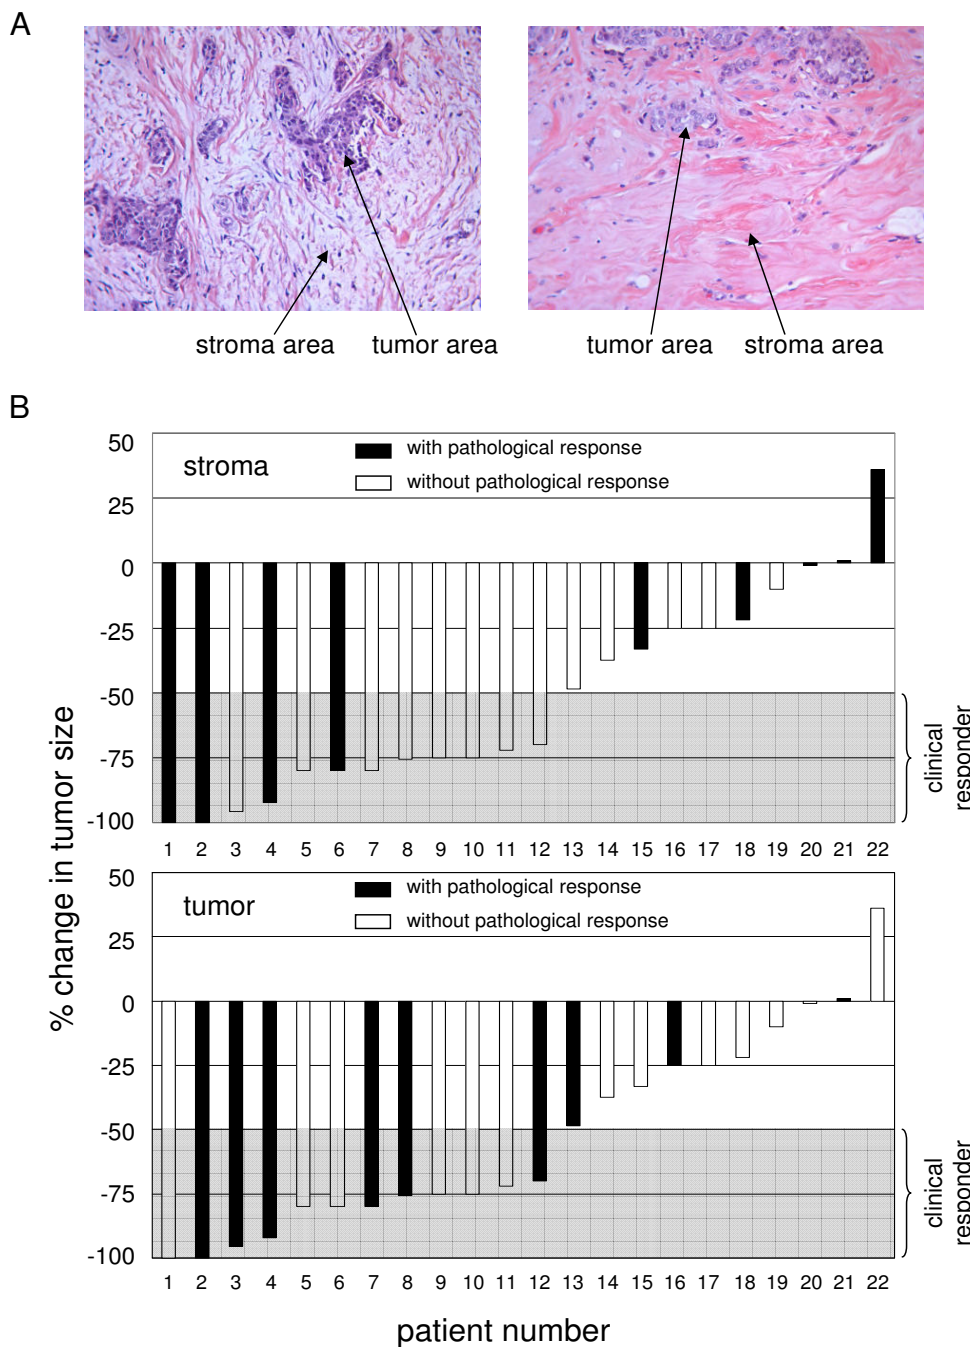 A
stroma area
tumor area
tumor area
stroma area
B
% change in tumor size
50
25
0
-25
-50
-75
-100
stroma
with pathological response
without pathological response
clinical
responder
1 2 3 4 5 6 7 8 9 10 11 12 13 14 15 16 17 18 19 20 21 22
50
25
0
-25
-50
-75
-100
tumor
with pathological response
without pathological response
clinical
responder
1 2 3 4 5 6 7 8 9 10 11 12 13 14 15 16 17 18 19 20 21 22
patient number